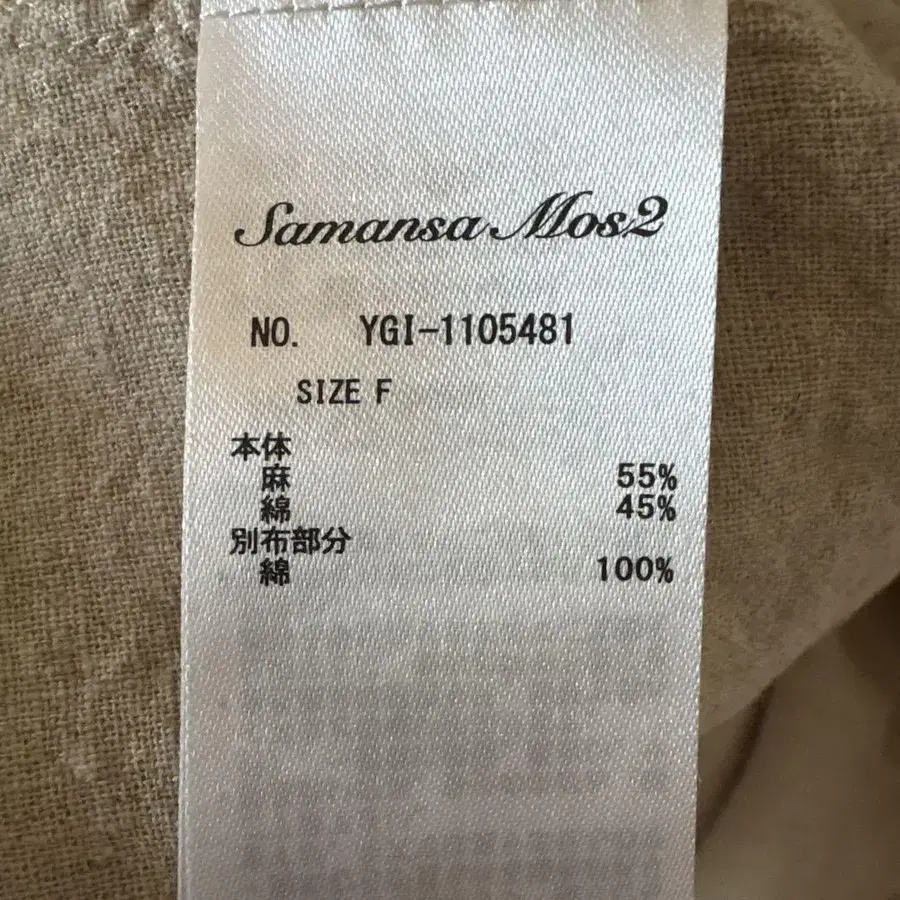 Samansa Mos2
NO. YGI-1105481
SIZE F
本体
麻 55%
綿 45%
別布部分
綿 100%